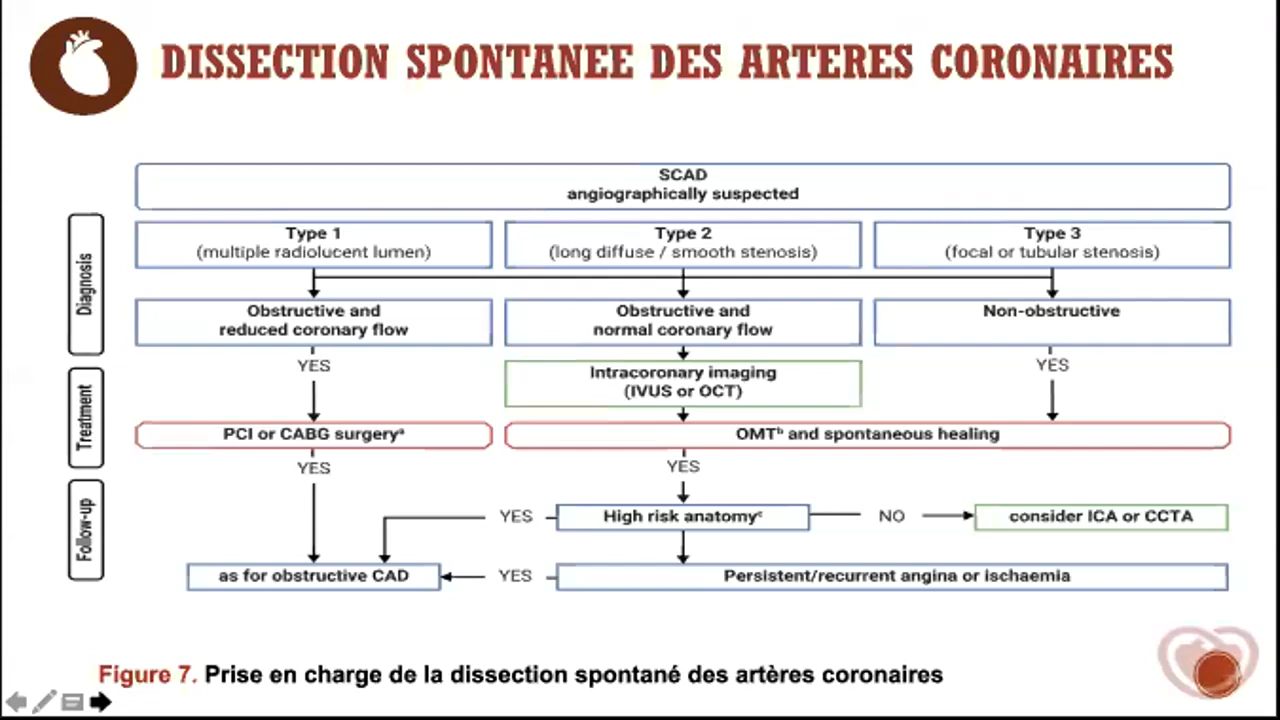 DISSECTION SPONTANEE DES ARTERES CORONAIRES
SCAD
angiographically suspected
Diagnosis
Type 1
(multiple radiolucent lumen)
Type 2
(long diffuse / smooth stenosis)
Type 3
(focal or tubular stenosis)
Obstructive and
reduced coronary flow
Obstructive and
normal coronary flow
Non-obstructive
YES
YES
Treatment
Intracoronary imaging
(IVUS or OCT)
PCI or CABG surgeryᵃ
OMTᵇ and spontaneous healing
YES
YES
Follow-up
YES
High risk anatomyᶜ
NO
consider ICA or CCTA
as for obstructive CAD
YES
Persistent/recurrent angina or ischaemia
Figure 7. Prise en charge de la dissection spontané des artères coronaires